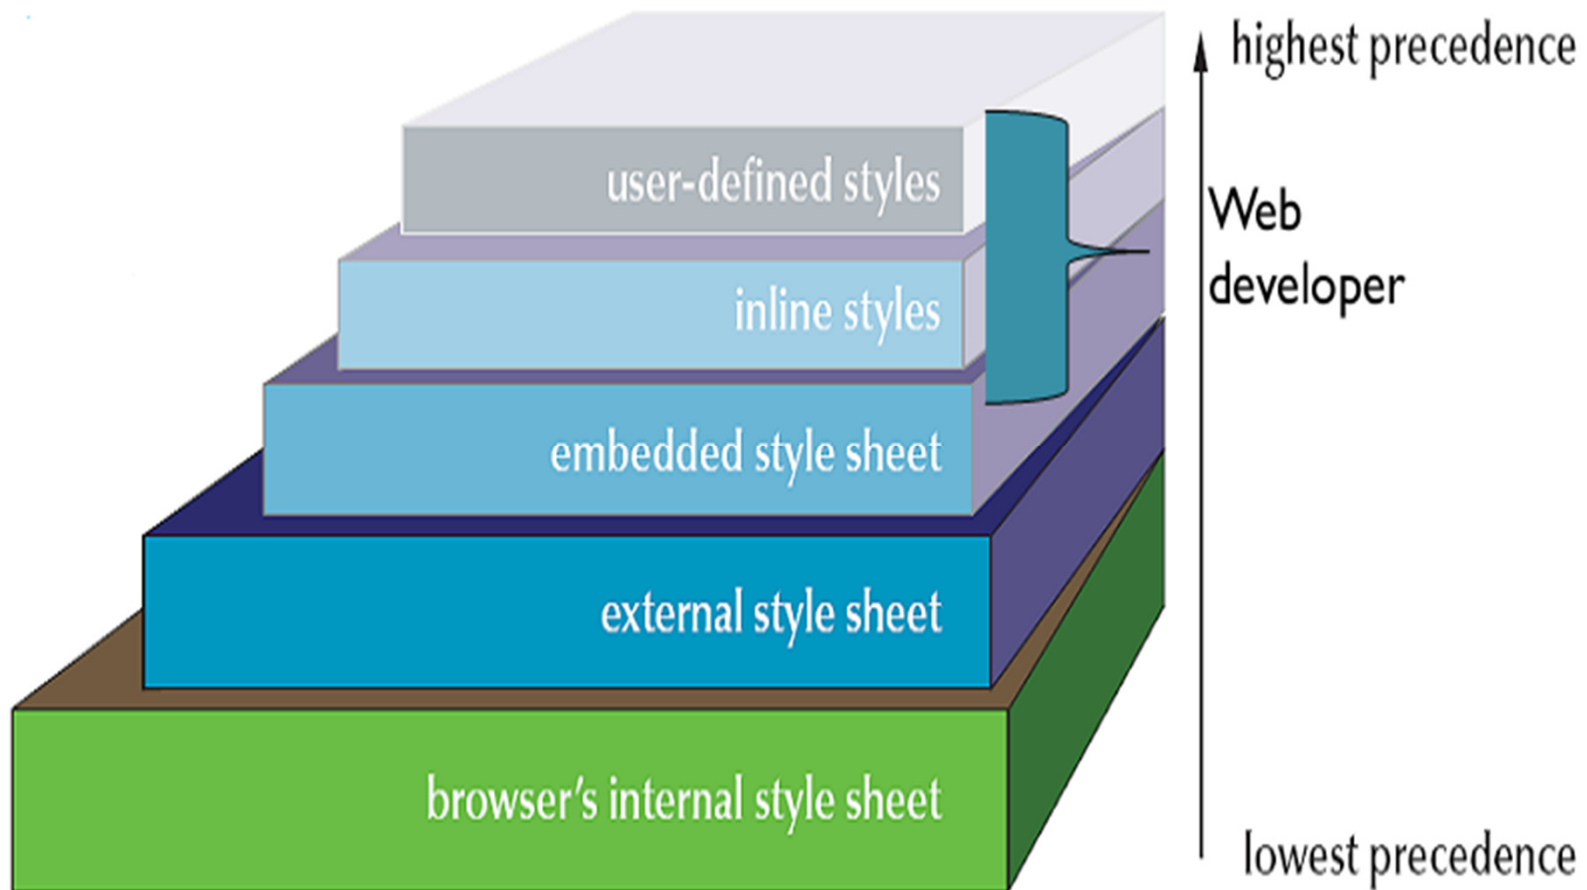 highest precedence
user-defined styles
Web
developer
inline styles
embedded style sheet
external style sheet
browser’s internal style sheet
lowest precedence